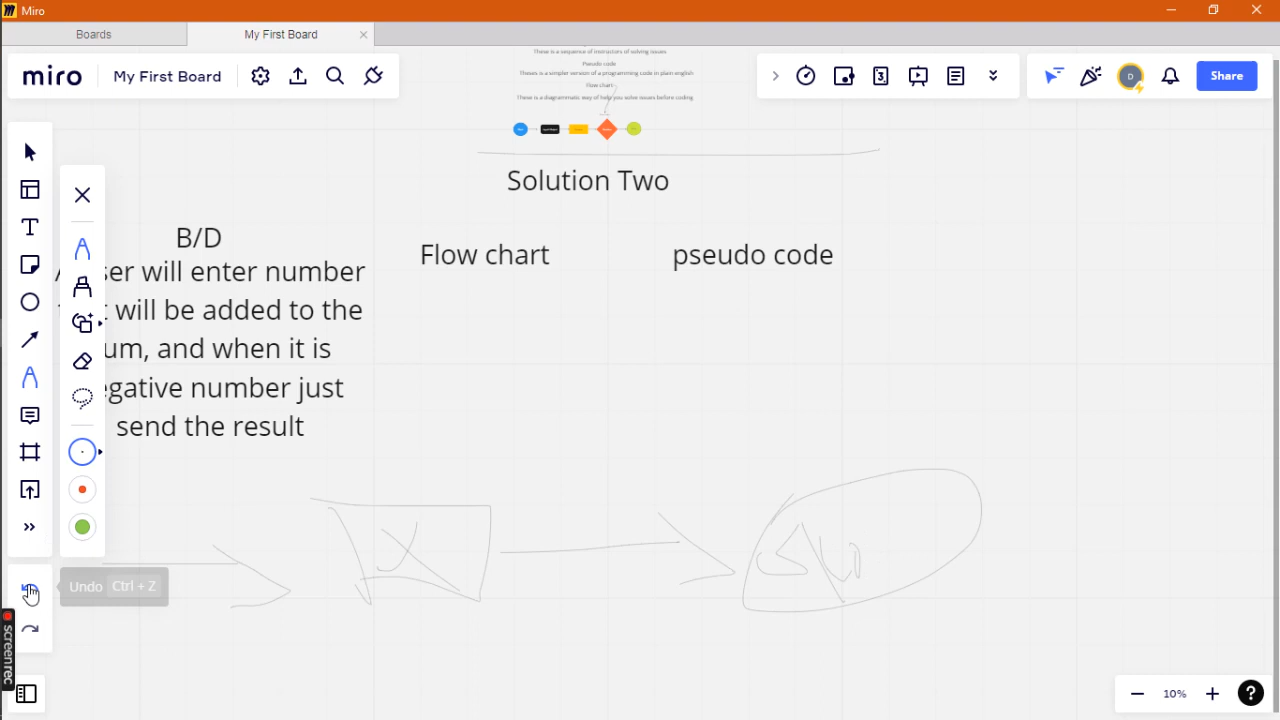 Miro
Boards
My First Board
miro
My First Board
3
D
Share
These is a sequence of instructors of solving issues
Pseudo code
Theses is a simpler version of a programming code in plain english
Flow chart
These is a diagrammatic way of help you solve issues before coding
Solution Two
B/D
ser will enter number
will be added to the
um, and when it is
egative number just
send the result
Flow chart
pseudo code
Undo Ctrl + Z
screenrec
10%